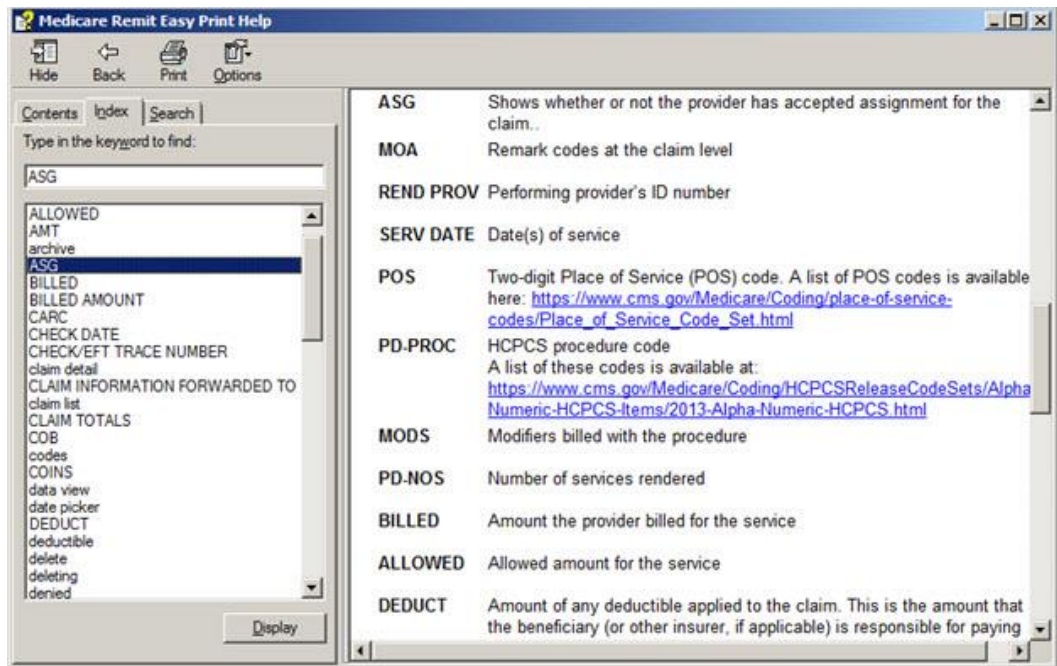 Medicare Remit Easy Print Help
Hide Back Print Options
Contents Index Search
Type in the keyword to find:
ASG
ALLOWED
AMT
archive
ASG
BILLED
BILLED AMOUNT
CARC
CHECK DATE
CHECK/EFT TRACE NUMBER
claim detail
CLAIM INFORMATION FORWARDED TO
claim list
CLAIM TOTALS
COB
codes
COINS
data view
date picker
DEDUCT
deductible
delete
deleting
denied
Display
ASG Shows whether or not the provider has accepted assignment for the
claim..
MOA Remark codes at the claim level
REND PROV Performing provider's ID number
SERV DATE Date(s) of service
POS Two-digit Place of Service (POS) code. A list of POS codes is available
here: https://www.cms.gov/Medicare/Coding/place-of-service-
codes/Place_of_Service_Code_Set.html
PD-PROC HCPCS procedure code
A list of these codes is available at:
https://www.cms.gov/Medicare/Coding/HCPCSReleaseCodeSets/Alpha
Numeric-HCPCS-Items/2013-Alpha-Numeric-HCPCS.html
MODS Modifiers billed with the procedure
PD-NOS Number of services rendered
BILLED Amount the provider billed for the service
ALLOWED Allowed amount for the service
DEDUCT Amount of any deductible applied to the claim. This is the amount that
the beneficiary (or other insurer, if applicable) is responsible for paying